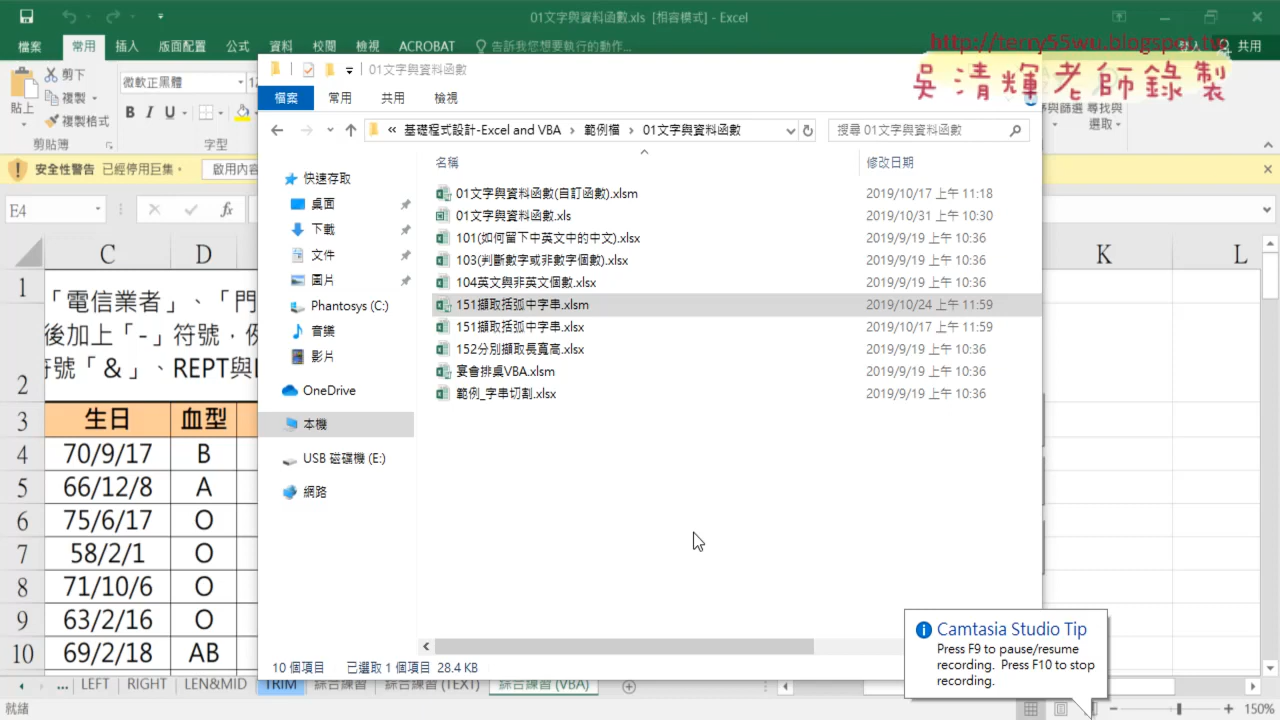 01文字與資料函數.xls [相容模式] - Excel
檔案 常用 插入 版面配置 公式 資料 校閱 檢視 ACROBAT 告訴我您想要執行的動作...
共用
http://terry55wu.blogspot.tw
吳清輝老師錄製
貼上
剪下
複製
複製格式
剪貼簿
微軟正黑體
B I U
字型
尋找與
選取
安全性警告 已經停用巨集。
E4
fx
C D K L
1
「電信業者」、「門
後加上「-」符號，
符號「&」、REPT與
2
3 生日 血型
4 70/9/17 B
5 66/12/8 A
6 75/6/17 O
7 58/2/1 O
8 71/10/6 O
9 63/2/16 O
10 69/2/18 AB
... LEFT RIGHT LEN&MID TRIM 綜合練習 綜合練習 (TEXT) 綜合練習 (VBA)
就緒
150%
01文字與資料函數
檔案 常用 共用 檢視
« 基礎程式設計-Excel and VBA > 範例檔 > 01文字與資料函數
搜尋 01文字與資料函數
快速存取
桌面
下載
文件
圖片
Phantosys (C:)
音樂
影片
OneDrive
本機
USB 磁碟機 (E:)
網路
名稱 修改日期
01文字與資料函數(自訂函數).xlsm 2019/10/17 上午 11:18
01文字與資料函數.xls 2019/10/31 上午 10:30
101(如何留下中英文中的中文).xlsx 2019/9/19 上午 10:36
103(判斷數字或非數字個數).xlsx 2019/9/19 上午 10:36
104英文與非英文個數.xlsx 2019/9/19 上午 10:36
151擷取括弧中字串.xlsm 2019/10/24 上午 11:59
151擷取括弧中字串.xlsx 2019/10/17 上午 11:59
152分別擷取長寬高.xlsx 2019/9/19 上午 10:36
宴會排桌VBA.xlsm 2019/9/19 上午 10:36
範例_字串切割.xlsx 2019/9/19 上午 10:36
10 個項目 已選取 1 個項目 28.4 KB
Camtasia Studio Tip
Press F9 to pause/resume
recording. Press F10 to stop
recording.